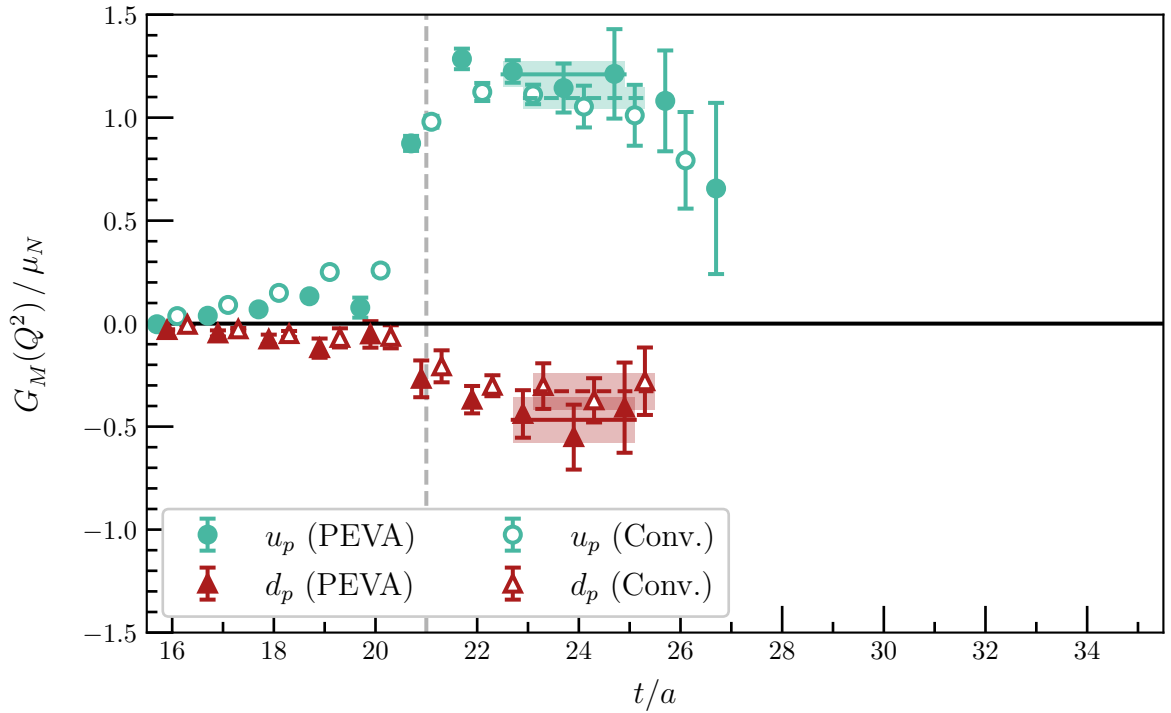 1.5
1.0
0.5
0.0
−0.5
−1.0
−1.5
G_M(Q^2) / μ_N
u_p (PEVA) u_p (Conv.)
d_p (PEVA) d_p (Conv.)
16 18 20 22 24 26 28 30 32 34
t/a